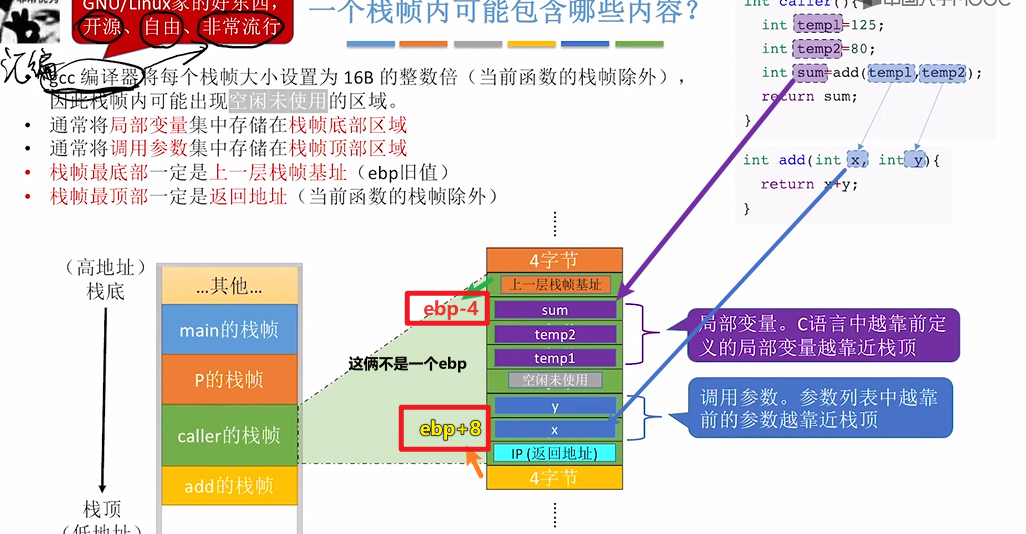 GNU/Linux家的好东西,
开源、自由、非常流行
一个栈帧内可能包含哪些内容？
汇编
gcc 编译器将每个栈帧大小设置为 16B 的整数倍（当前函数的栈帧除外），
因此栈帧内可能出现空闲未使用的区域。
• 通常将局部变量集中存储在栈帧底部区域
• 通常将调用参数集中存储在栈帧顶部区域
• 栈帧最底部一定是上一层栈帧基址（ebp旧值）
• 栈帧最顶部一定是返回地址（当前函数的栈帧除外）
int caller(){
int temp1=125;
int temp2=80;
int sum=add(temp1,temp2);
return sum;
}
int add(int x, int y){
return x+y;
}
（高地址）
栈底
…其他…
main的栈帧
P的栈帧
caller的栈帧
add的栈帧
栈顶
（低地址）
这俩不是一个ebp
ebp-4
ebp+8
4字节
上一层栈帧基址
sum
temp2
temp1
空闲未使用
y
x
IP (返回地址)
4字节
局部变量。C语言中越靠前定
义的局部变量越靠近栈顶
调用参数。参数列表中越靠
前的参数越靠近栈顶